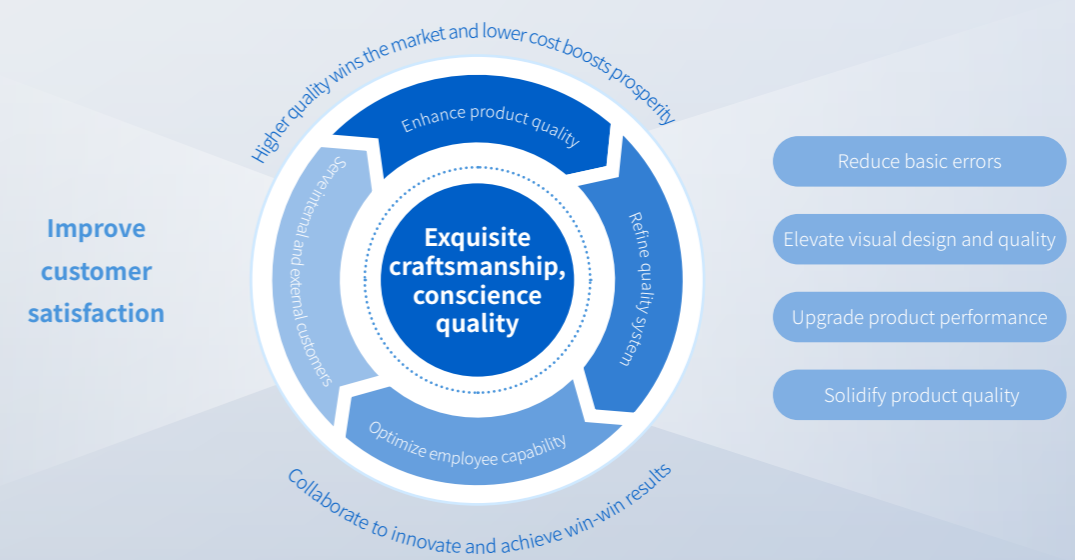 Higher quality wins the market and lower cost boosts prosperity
Enhance product quality
Refine quality system
Optimize employee capability
Serve internal and external customers
Exquisite
craftsmanship,
conscience
quality
Collaborate to innovate and achieve win-win results
Improve
customer
satisfaction
Reduce basic errors
Elevate visual design and quality
Upgrade product performance
Solidify product quality